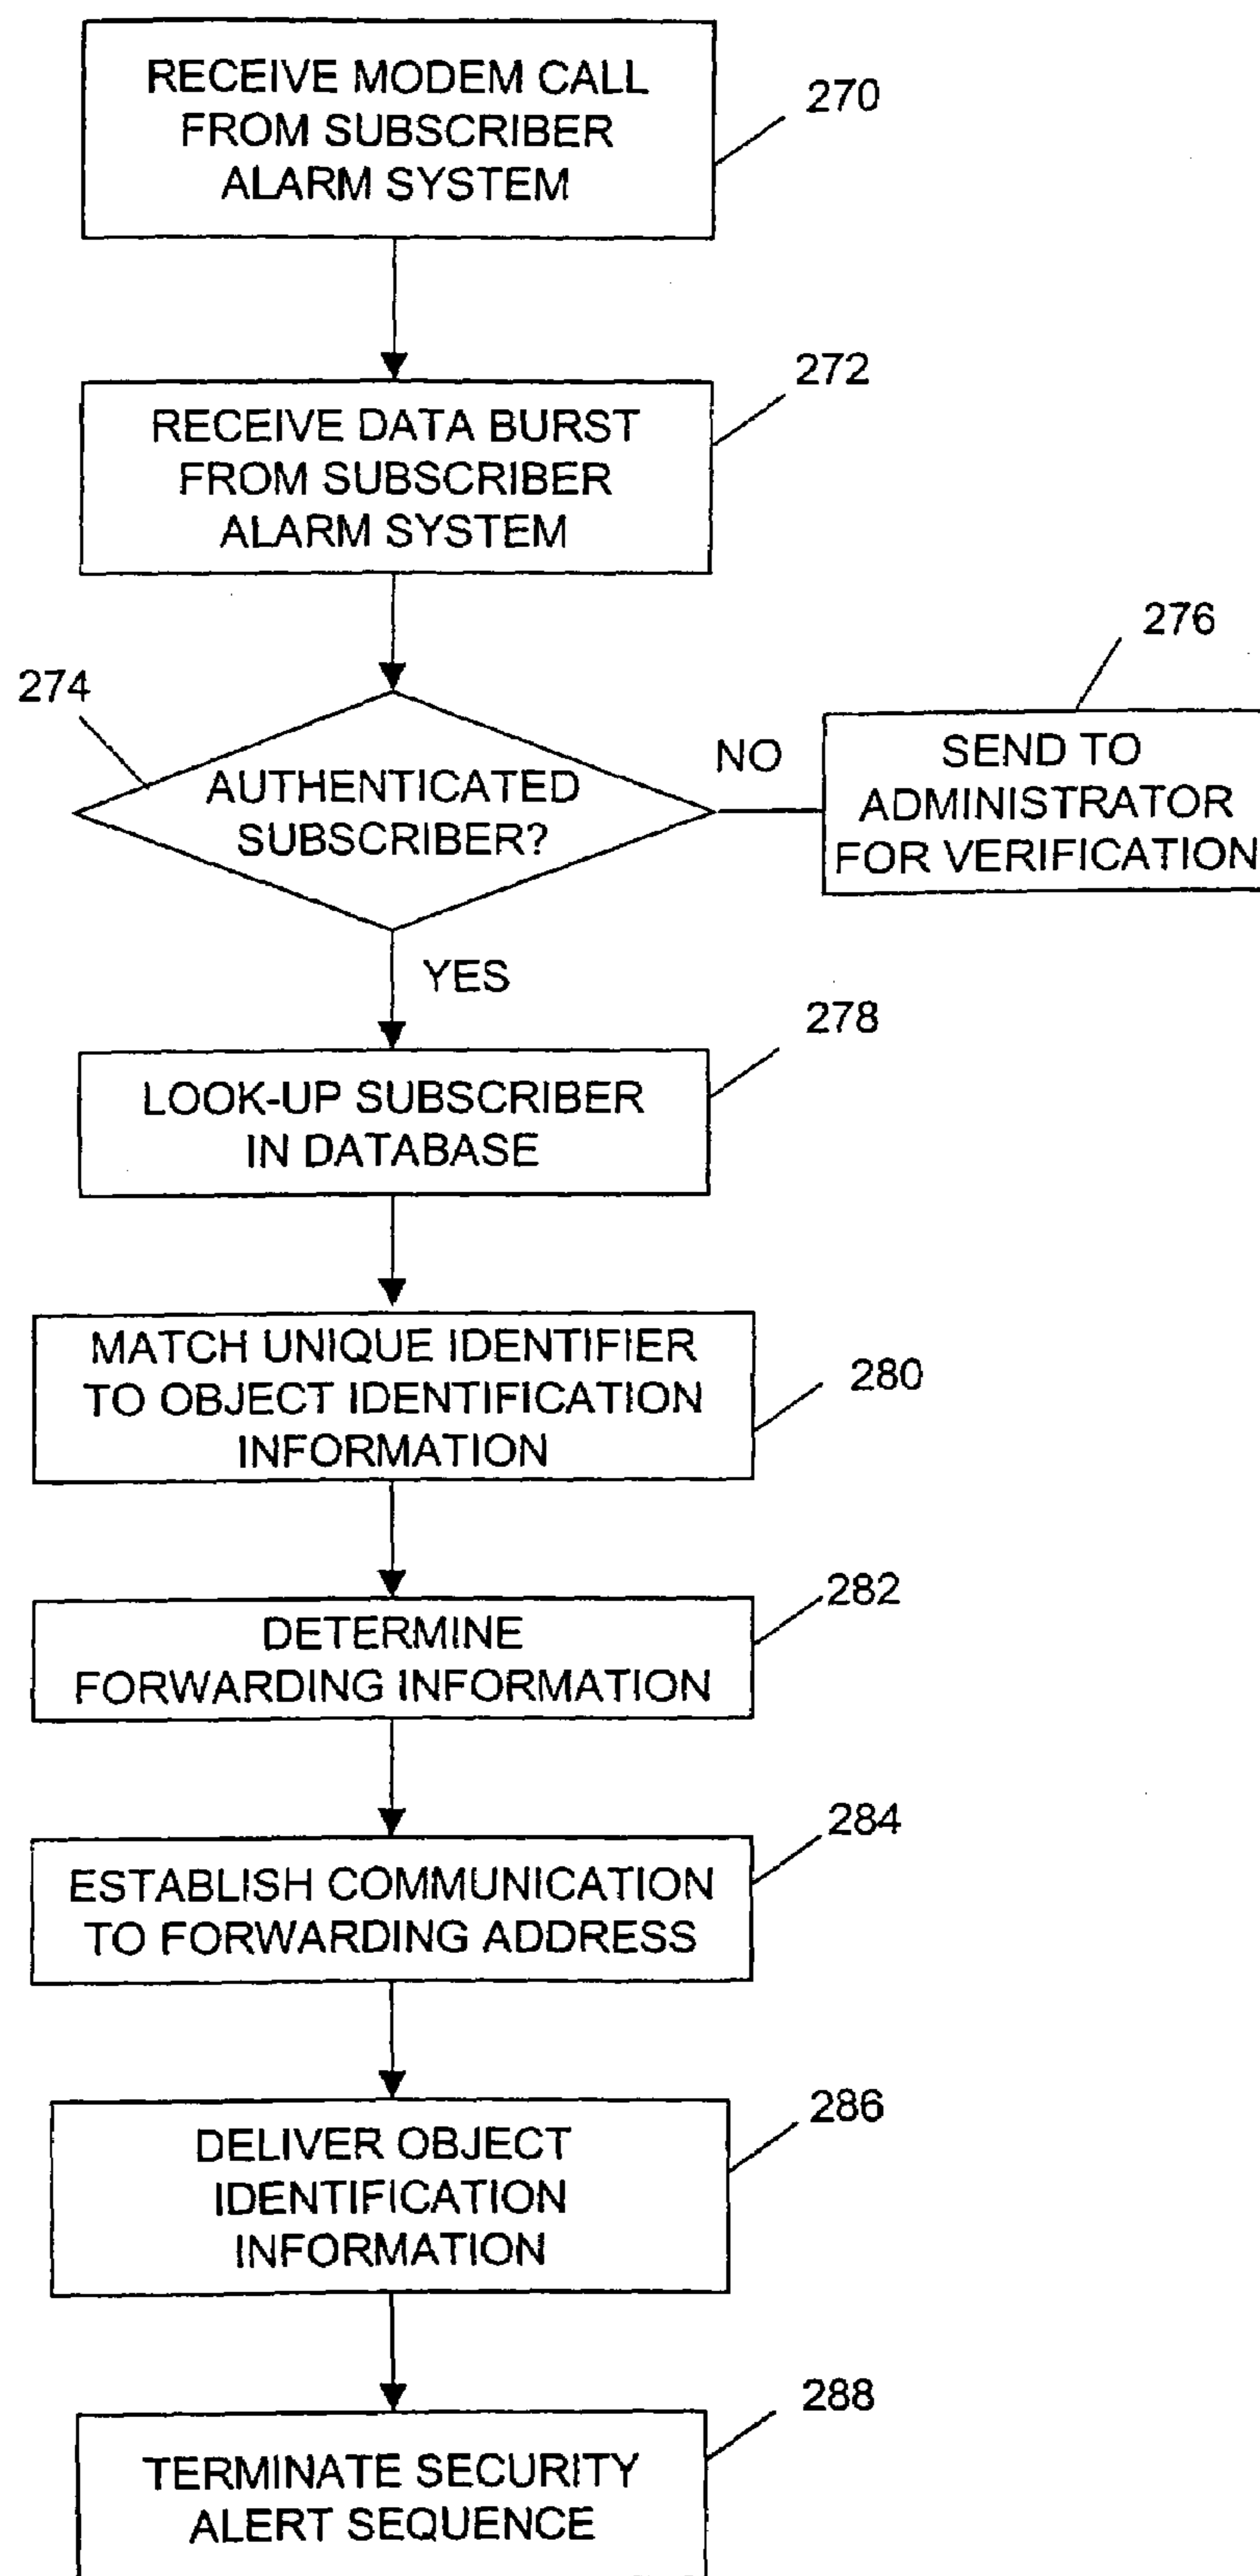 RECEIVE MODEM CALL
FROM SUBSCRIBER
ALARM SYSTEM
270
RECEIVE DATA BURST
FROM SUBSCRIBER
ALARM SYSTEM
272
274
AUTHENTICATED
SUBSCRIBER?
NO
276
SEND TO
ADMINISTRATOR
FOR VERIFICATION
YES
278
LOOK-UP SUBSCRIBER
IN DATABASE
MATCH UNIQUE IDENTIFIER
TO OBJECT IDENTIFICATION
INFORMATION
280
DETERMINE
FORWARDING INFORMATION
282
ESTABLISH COMMUNICATION
TO FORWARDING ADDRESS
284
DELIVER OBJECT
IDENTIFICATION
INFORMATION
286
TERMINATE SECURITY
ALERT SEQUENCE
288